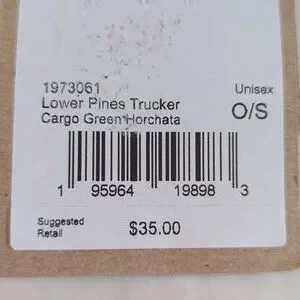 1973061
Unisex
Lower Pines Trucker
O/S
Cargo Green Horchata
1 95964 19898 3
Suggested
Retail
$35.00